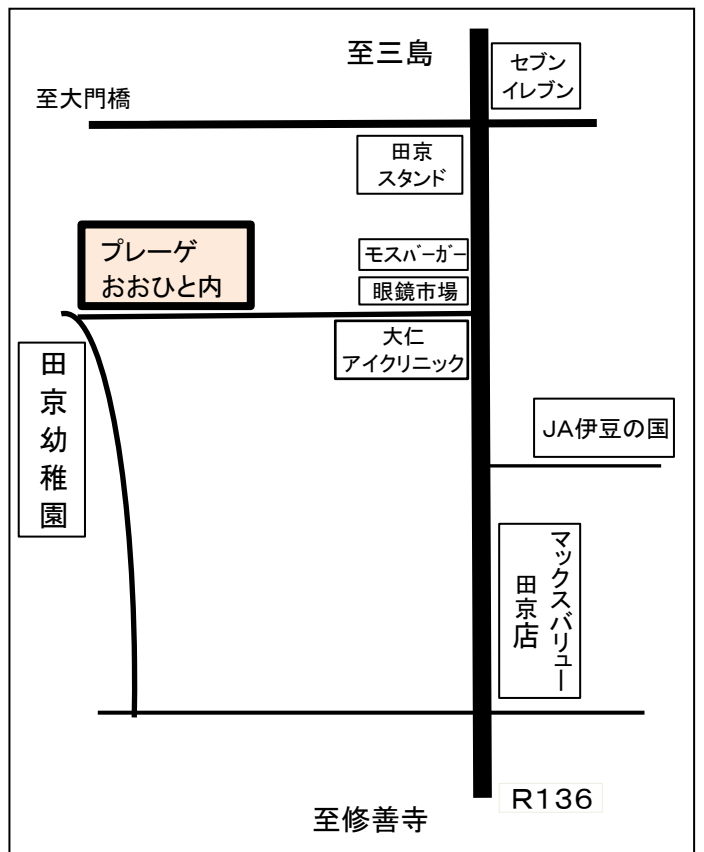 至三島
セブン
イレブン
至大門橋
田京
スタンド
プレーゲ
おおひと内
モスバーガー
眼鏡市場
大仁
アイクリニック
田京幼稚園
JA伊豆の国
マックスバリュー
田京店
R136
至修善寺